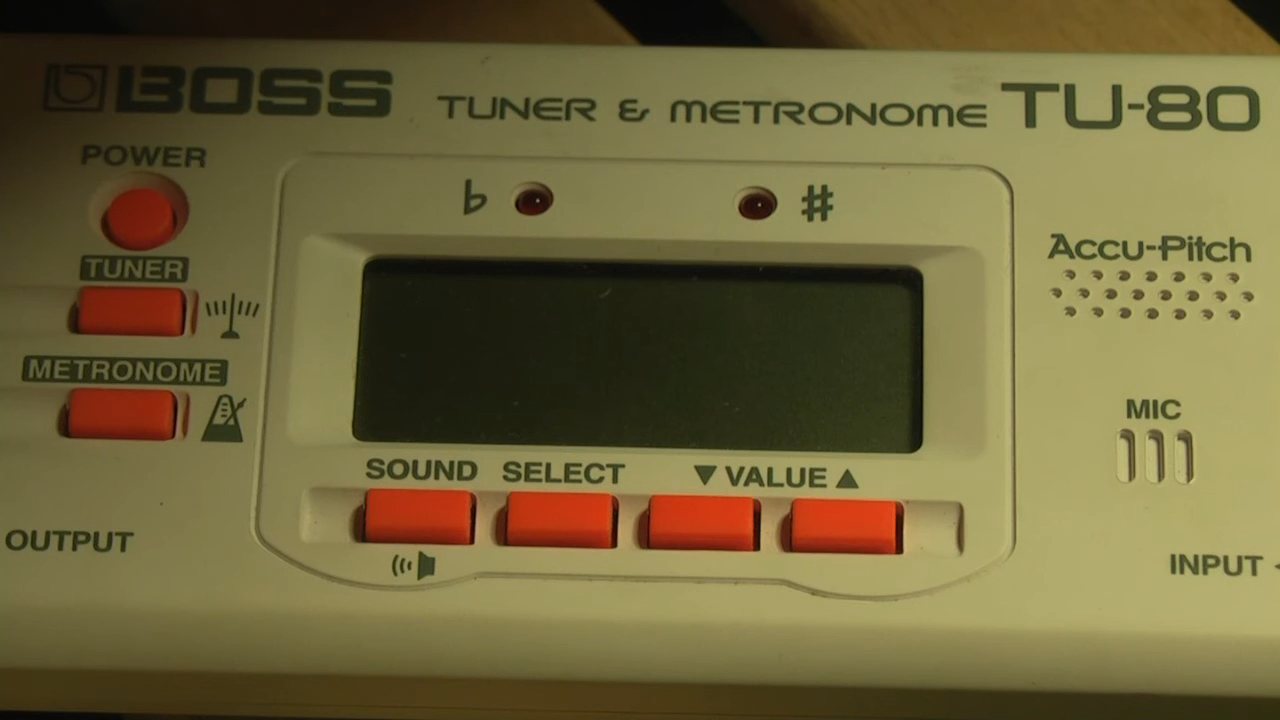 BOSS TUNER & METRONOME TU-80
POWER
♭ ♯
TUNER
Accu-Pitch
METRONOME
MIC
SOUND SELECT ▼ VALUE ▲
OUTPUT
INPUT